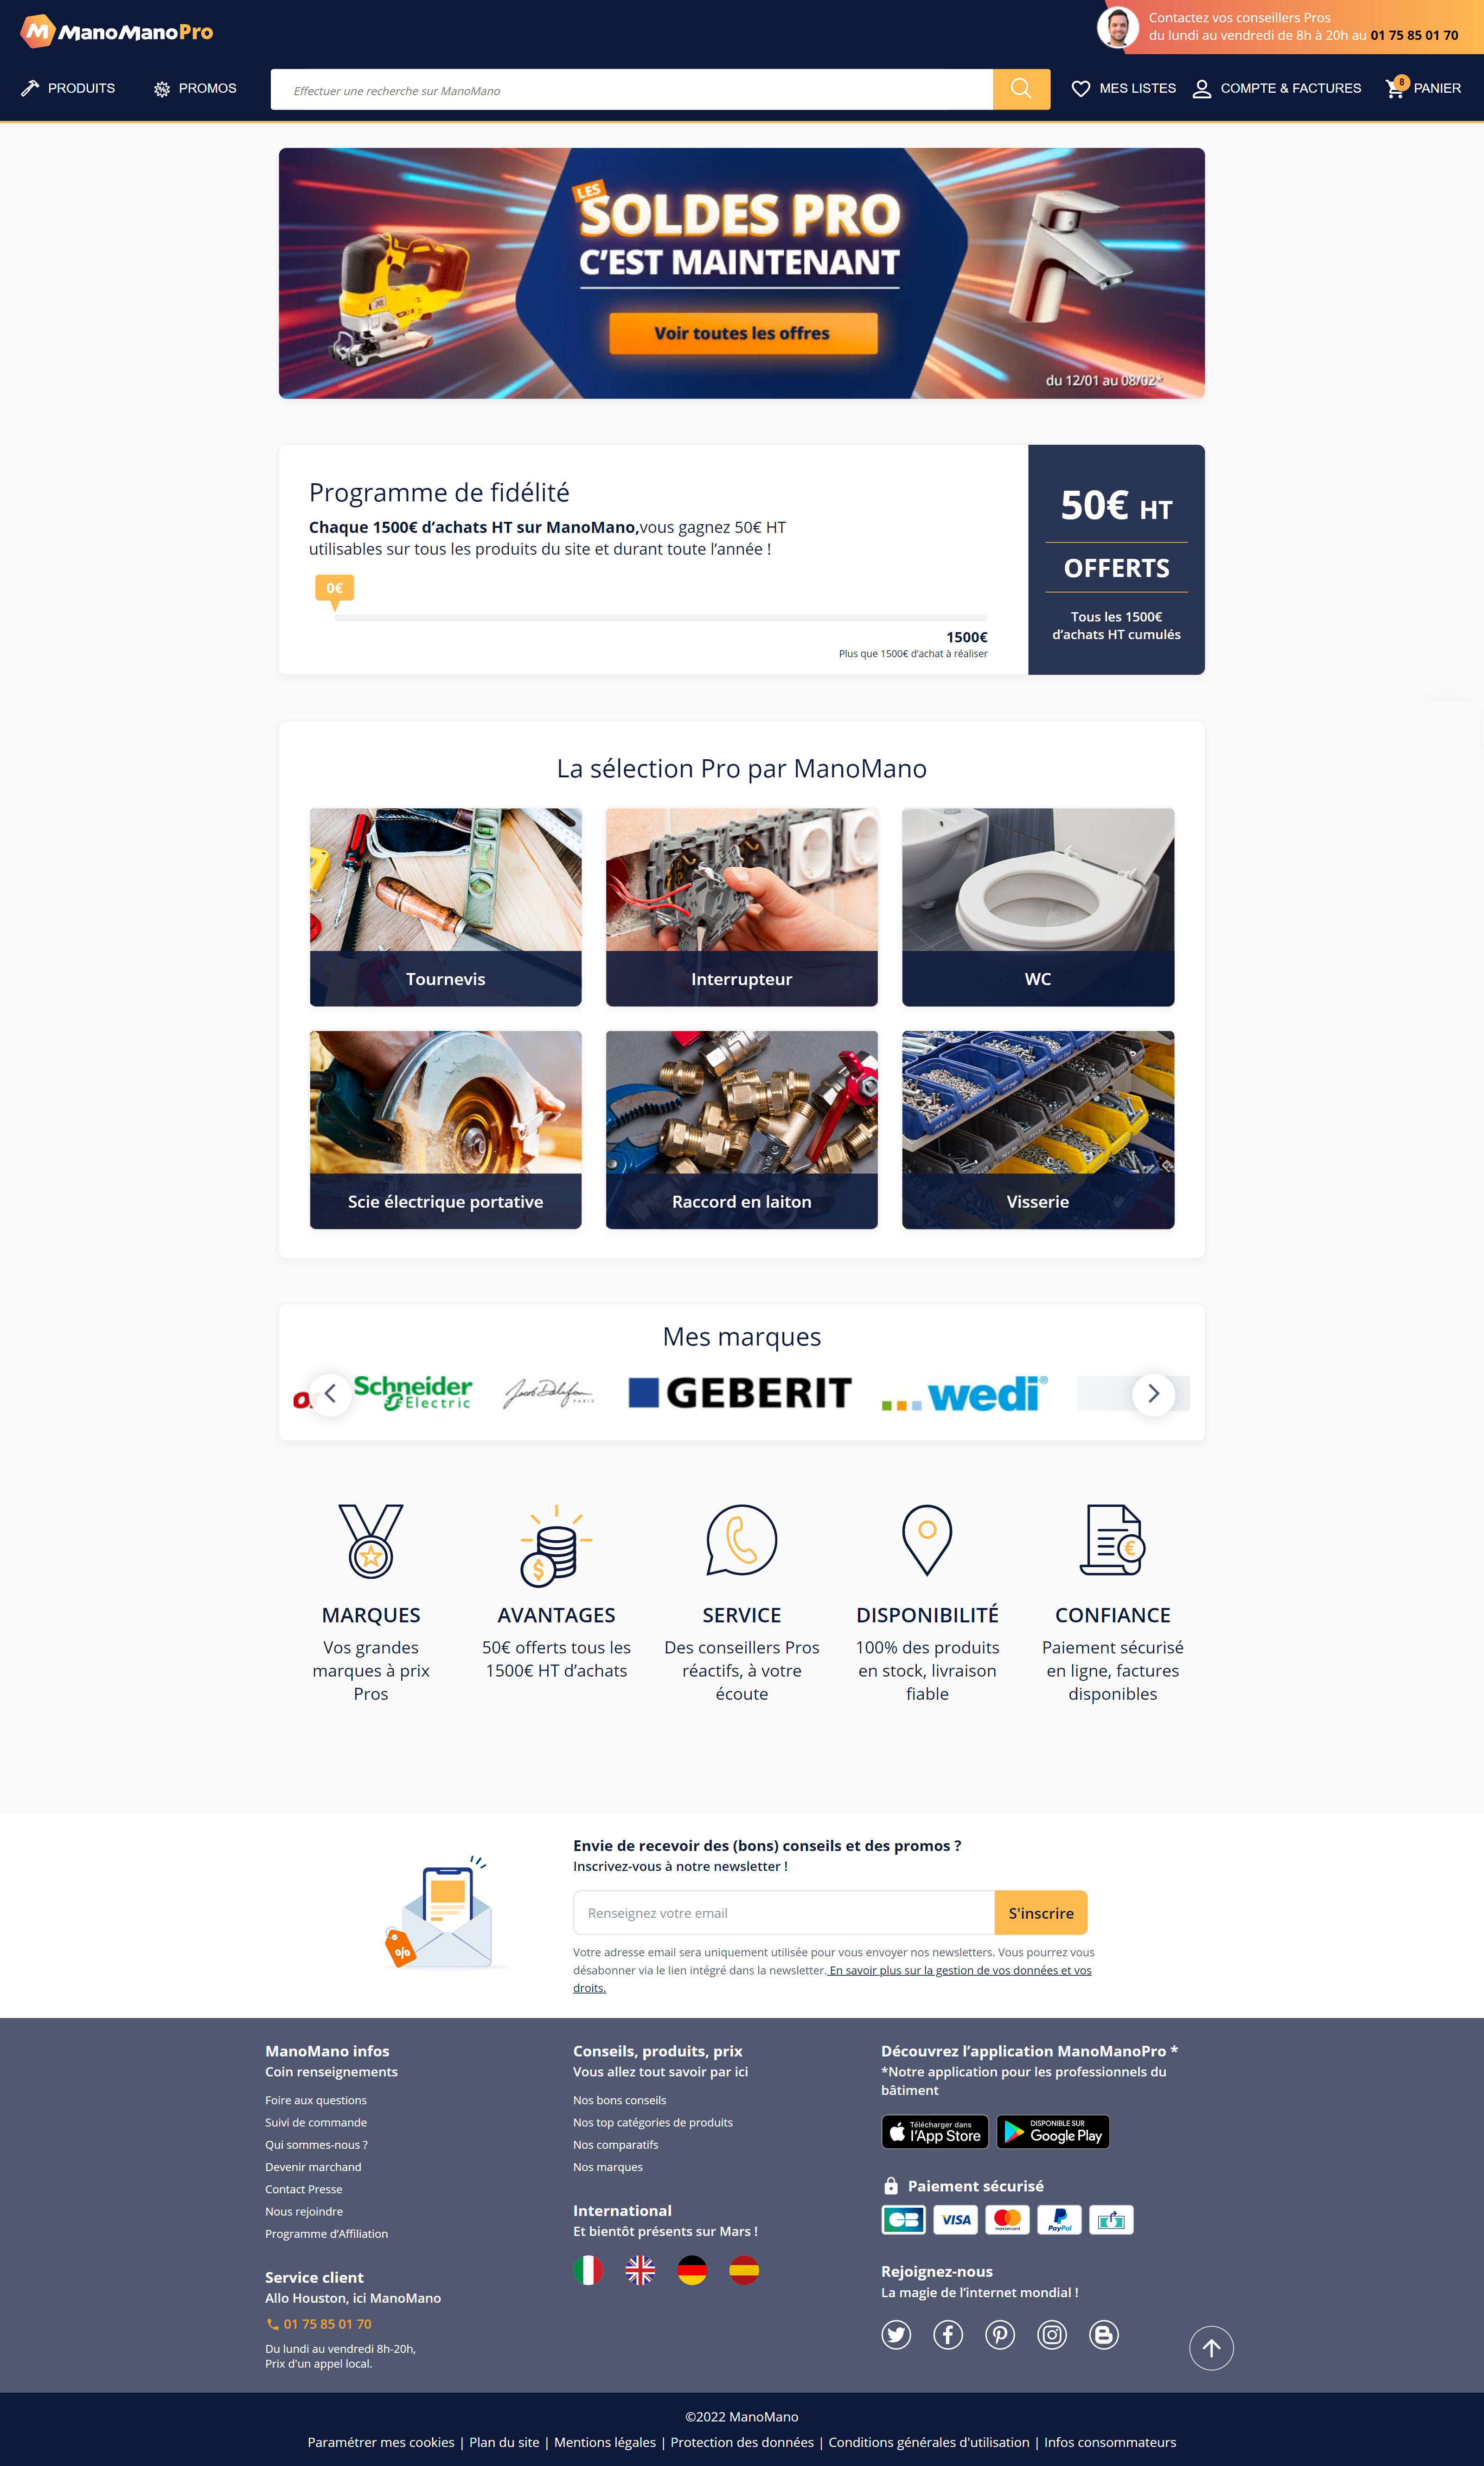 ManoManoPro
Contactez vos conseillers Pros
du lundi au vendredi de 8h à 20h au 01 75 85 01 70
PRODUITS
PROMOS
Effectuer une recherche sur ManoMano
MES LISTES
COMPTE & FACTURES
8
PANIER
LES
SOLDES PRO
C'EST MAINTENANT
Voir toutes les offres
du 12/01 au 08/02*
Programme de fidélité
Chaque 1500€ d’achats HT sur ManoMano,vous gagnez 50€ HT
utilisables sur tous les produits du site et durant toute l’année !
0€
1500€
Plus que 1500€ d’achat à réaliser
50€ HT
OFFERTS
Tous les 1500€
d’achats HT cumulés
La sélection Pro par ManoMano
Tournevis
Interrupteur
WC
Scie électrique portative
Raccord en laiton
Visserie
Mes marques
Schneider
Electric
Jacob Delafon
PARIS
GEBERIT
wedi®
MARQUES
Vos grandes
marques à prix
Pros
AVANTAGES
50€ offerts tous les
1500€ HT d’achats
SERVICE
Des conseillers Pros
réactifs, à votre
écoute
DISPONIBILITÉ
100% des produits
en stock, livraison
fiable
CONFIANCE
Paiement sécurisé
en ligne, factures
disponibles
Envie de recevoir des (bons) conseils et des promos ?
Inscrivez-vous à notre newsletter !
Renseignez votre email
S'inscrire
Votre adresse email sera uniquement utilisée pour vous envoyer nos newsletters. Vous pourrez vous
désabonner via le lien intégré dans la newsletter. En savoir plus sur la gestion de vos données et vos
droits.
ManoMano infos
Coin renseignements
Foire aux questions
Suivi de commande
Qui sommes-nous ?
Devenir marchand
Contact Presse
Nous rejoindre
Programme d’Affiliation
Service client
Allo Houston, ici ManoMano
01 75 85 01 70
Du lundi au vendredi 8h-20h,
Prix d'un appel local.
Conseils, produits, prix
Vous allez tout savoir par ici
Nos bons conseils
Nos top catégories de produits
Nos comparatifs
Nos marques
International
Et bientôt présents sur Mars !
Découvrez l’application ManoManoPro *
*Notre application pour les professionnels du
bâtiment
Télécharger dans
l'App Store
DISPONIBLE SUR
Google Play
Paiement sécurisé
CB
VISA
mastercard
PayPal
Rejoignez-nous
La magie de l’internet mondial !
©2022 ManoMano
Paramétrer mes cookies | Plan du site | Mentions légales | Protection des données | Conditions générales d'utilisation | Infos consommateurs